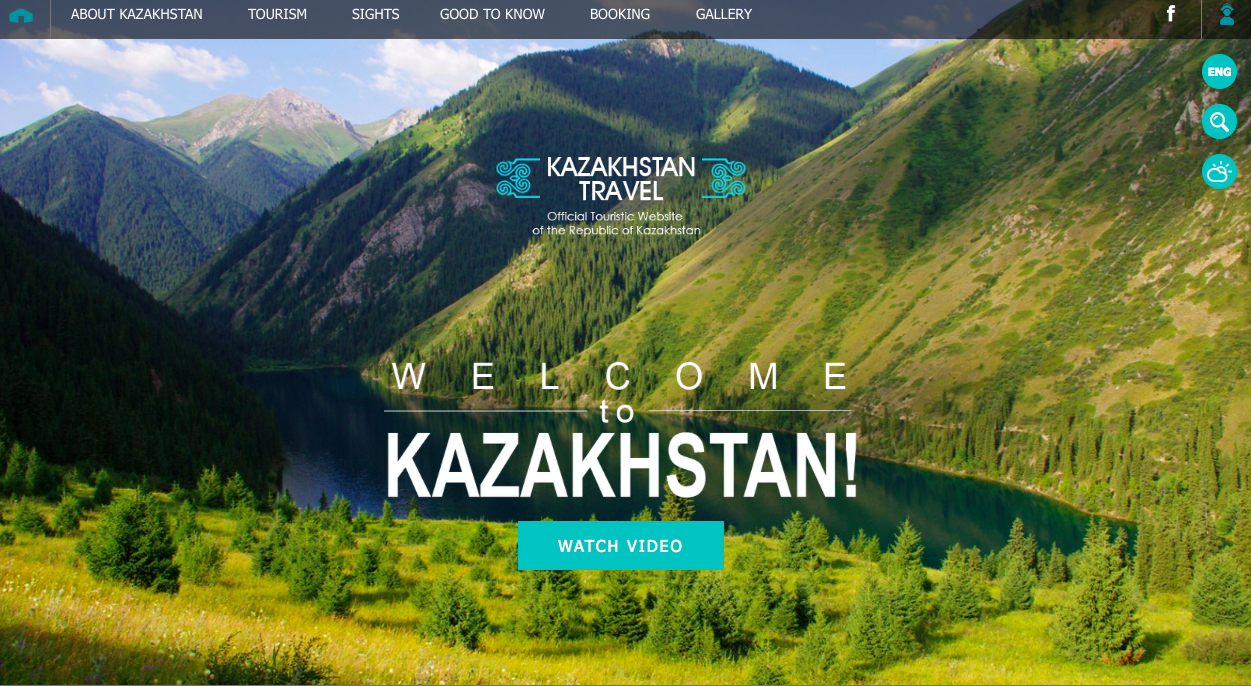 ABOUT KAZAKHSTAN TOURISM SIGHTS GOOD TO KNOW BOOKING GALLERY f
ENG
KAZAKHSTAN
TRAVEL
Official Touristic Website
of the Republic of Kazakhstan
WELCOME
to
KAZAKHSTAN!
WATCH VIDEO